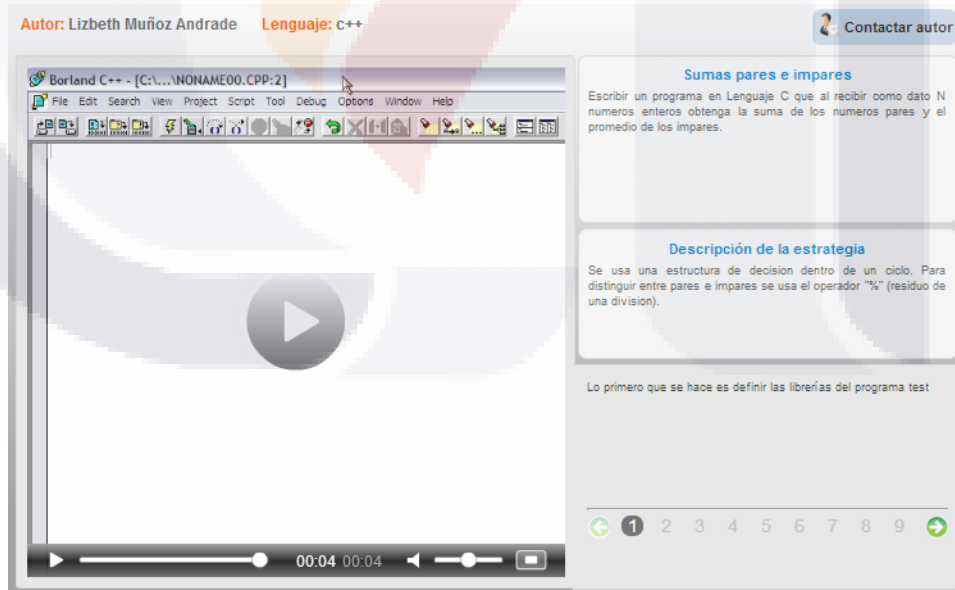 Autor: Lizbeth Muñoz Andrade Lenguaje: c++
Contactar autor
Borland C++ - [C:\...\NONAME00.CPP:2]
File Edit Search View Project Script Tool Debug Options Window Help
00:04 00:04
Sumas pares e impares
Escribir un programa en Lenguaje C que al recibir como dato N
numeros enteros obtenga la suma de los numeros pares y el
promedio de los impares.
Descripción de la estrategia
Se usa una estructura de decision dentro de un ciclo. Para
distinguir entre pares e impares se usa el operador "%" (residuo de
una division).
Lo primero que se hace es definir las librerías del programa test
1 2 3 4 5 6 7 8 9